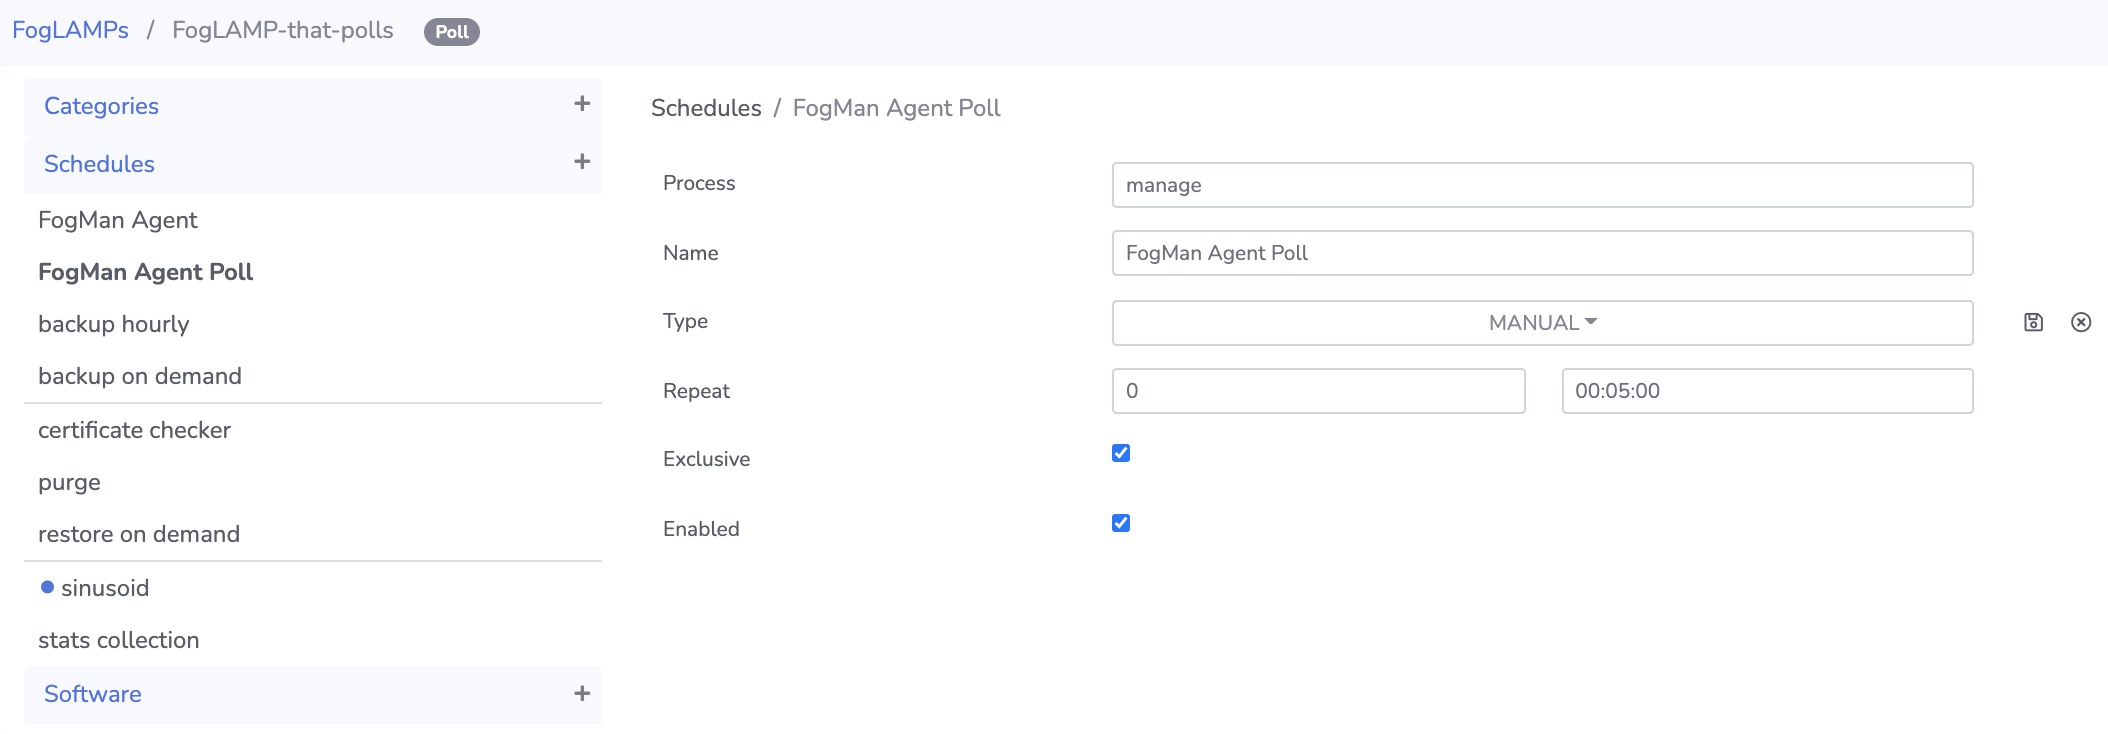 FogLAMPs / FogLAMP-that-polls Poll
Categories +
Schedules +
FogMan Agent
FogMan Agent Poll
backup hourly
backup on demand
certificate checker
purge
restore on demand
sinusoid
stats collection
Software +
Schedules / FogMan Agent Poll
Process manage
Name FogMan Agent Poll
Type MANUAL
Repeat 0 00:05:00
Exclusive
Enabled